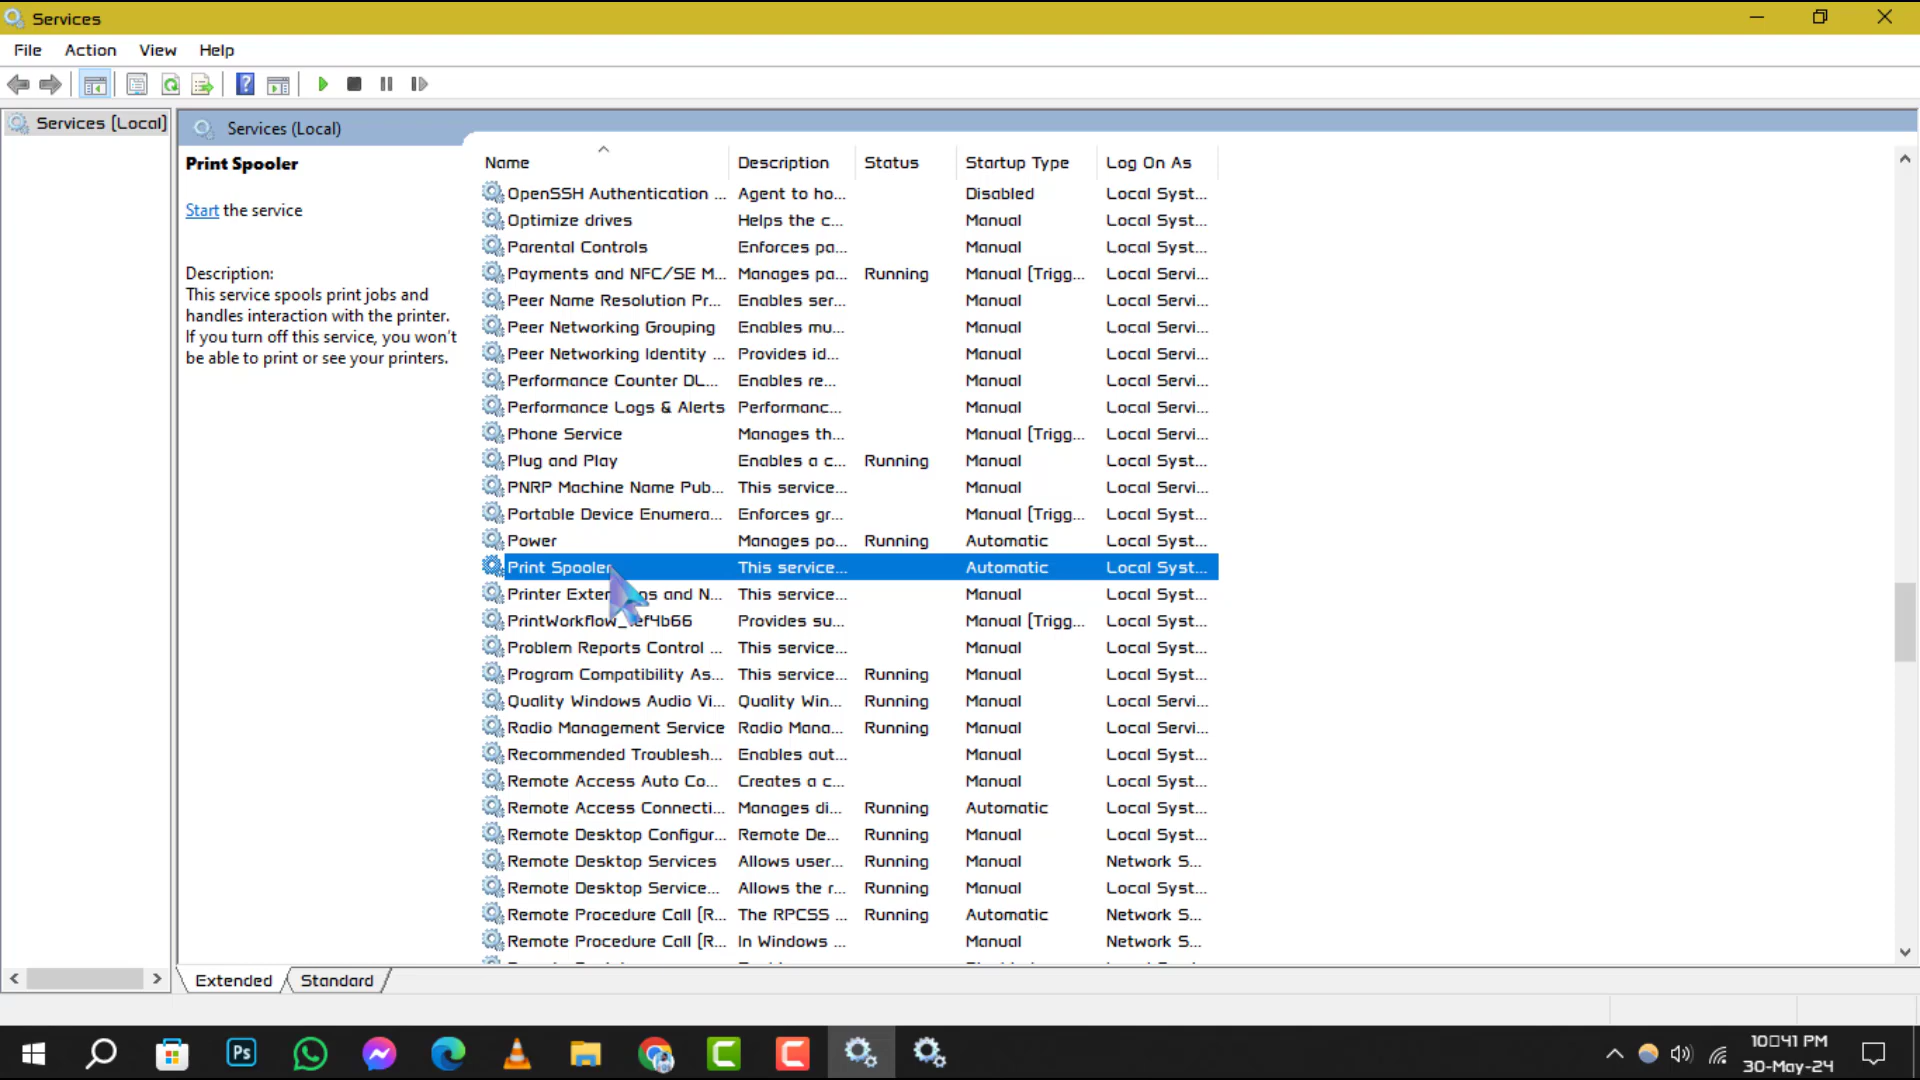 Services
File Action View Help
Services [Local]
Services (Local)
Print Spooler
Start the service
Description:
This service spools print jobs and
handles interaction with the printer.
If you turn off this service, you won't
be able to print or see your printers.
Name Description Status Startup Type Log On As
OpenSSH Authentication ... Agent to ho... Disabled Local Syst...
Optimize drives Helps the c... Manual Local Syst...
Parental Controls Enforces pa... Manual Local Syst...
Payments and NFC/SE M... Manages pa... Running Manual [Trigg... Local Servi...
Peer Name Resolution Pr... Enables ser... Manual Local Servi...
Peer Networking Grouping Enables mu... Manual Local Servi...
Peer Networking Identity ... Provides id... Manual Local Servi...
Performance Counter DL... Enables re... Manual Local Servi...
Performance Logs & Alerts Performanc... Manual Local Servi...
Phone Service Manages th... Manual [Trigg... Local Servi...
Plug and Play Enables a c... Running Manual Local Syst...
PNRP Machine Name Pub... This service... Manual Local Servi...
Portable Device Enumera... Enforces gr... Manual [Trigg... Local Syst...
Power Manages po... Running Automatic Local Syst...
Print Spooler This service... Automatic Local Syst...
Printer and N... This service... Manual Local Syst...
Provides su... Manual [Trigg... Local Syst...
Problem Reports Control ... This service... Manual Local Syst...
Program Compatibility As... This service... Running Manual Local Syst...
Quality Windows Audio Vi... Quality Win... Running Manual Local Servi...
Radio Management Service Radio Mana... Running Manual Local Servi...
Recommended Troublesh... Enables aut... Manual Local Syst...
Remote Access Auto Co... Creates a c... Manual Local Syst...
Remote Access Connecti... Manages di... Running Automatic Local Syst...
Remote Desktop Configur... Remote De... Running Manual Local Syst...
Remote Desktop Services Allows user... Running Manual Network S...
Remote Desktop Service... Allows the r... Running Manual Local Syst...
Remote Procedure Call [R... The RPCSS ... Running Automatic Network S...
Remote Procedure Call [R... In Windows ... Manual Network S...
Extended Standard
Ps
10□41 PM
30-May-24